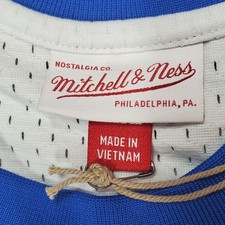 NOSTALGIA CO.
Mitchell & Ness
PHILADELPHIA, PA.
MADE IN
VIETNAM